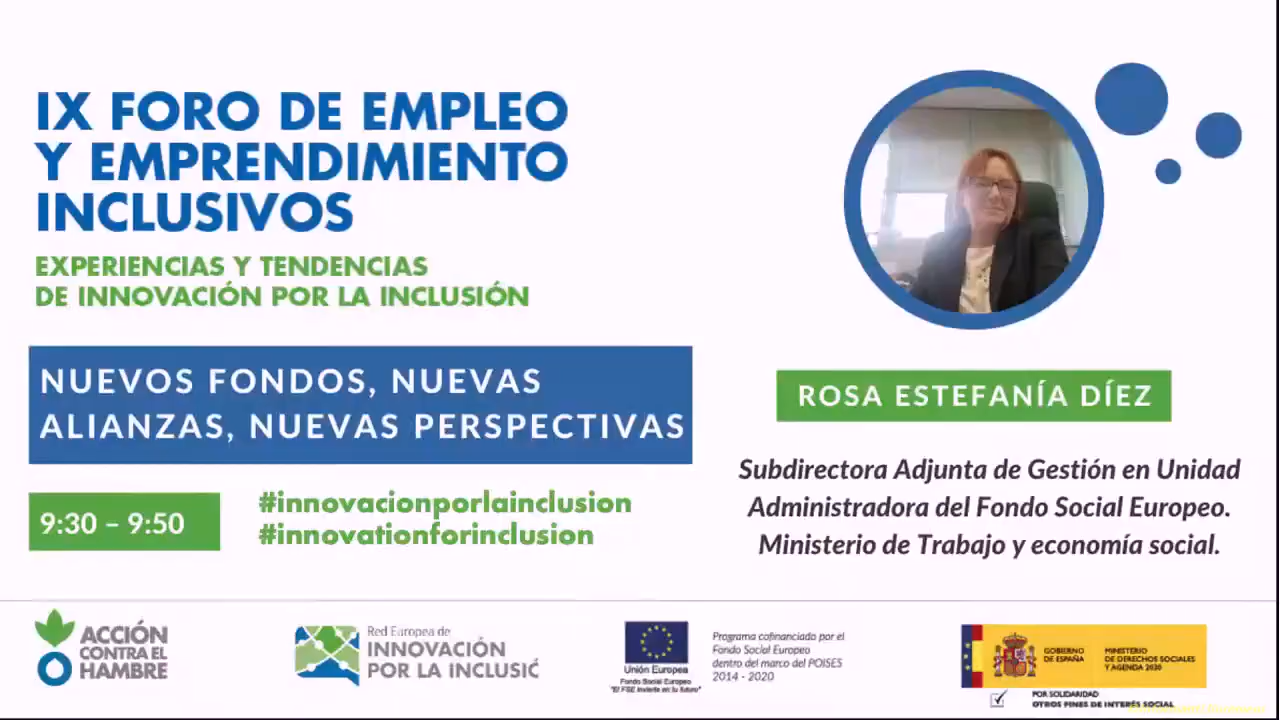 IX FORO DE EMPLEO
Y EMPRENDIMIENTO
INCLUSIVOS
EXPERIENCIAS Y TENDENCIAS
DE INNOVACIÓN POR LA INCLUSIÓN
NUEVOS FONDOS, NUEVAS
ALIANZAS, NUEVAS PERSPECTIVAS
9:30 – 9:50
#innovacionporlainclusion
#innovationforinclusion
ROSA ESTEFANÍA DÍEZ
Subdirectora Adjunta de Gestión en Unidad
Administradora del Fondo Social Europeo.
Ministerio de Trabajo y economía social.
ACCIÓN
CONTRA EL
HAMBRE
Red Europea de
INNOVACIÓN
POR LA INCLUSIÓ
Unión Europea
Fondo Social Europeo
"El FSE invierte en tu futuro"
Programa cofinanciado por el
Fondo Social Europeo
dentro del marco del POISES
2014 - 2020
GOBIERNO
DE ESPAÑA
MINISTERIO
DE DERECHOS SOCIALES
Y AGENDA 2030
POR SOLIDARIDAD
OTROS FINES DE INTERÉS SOCIAL